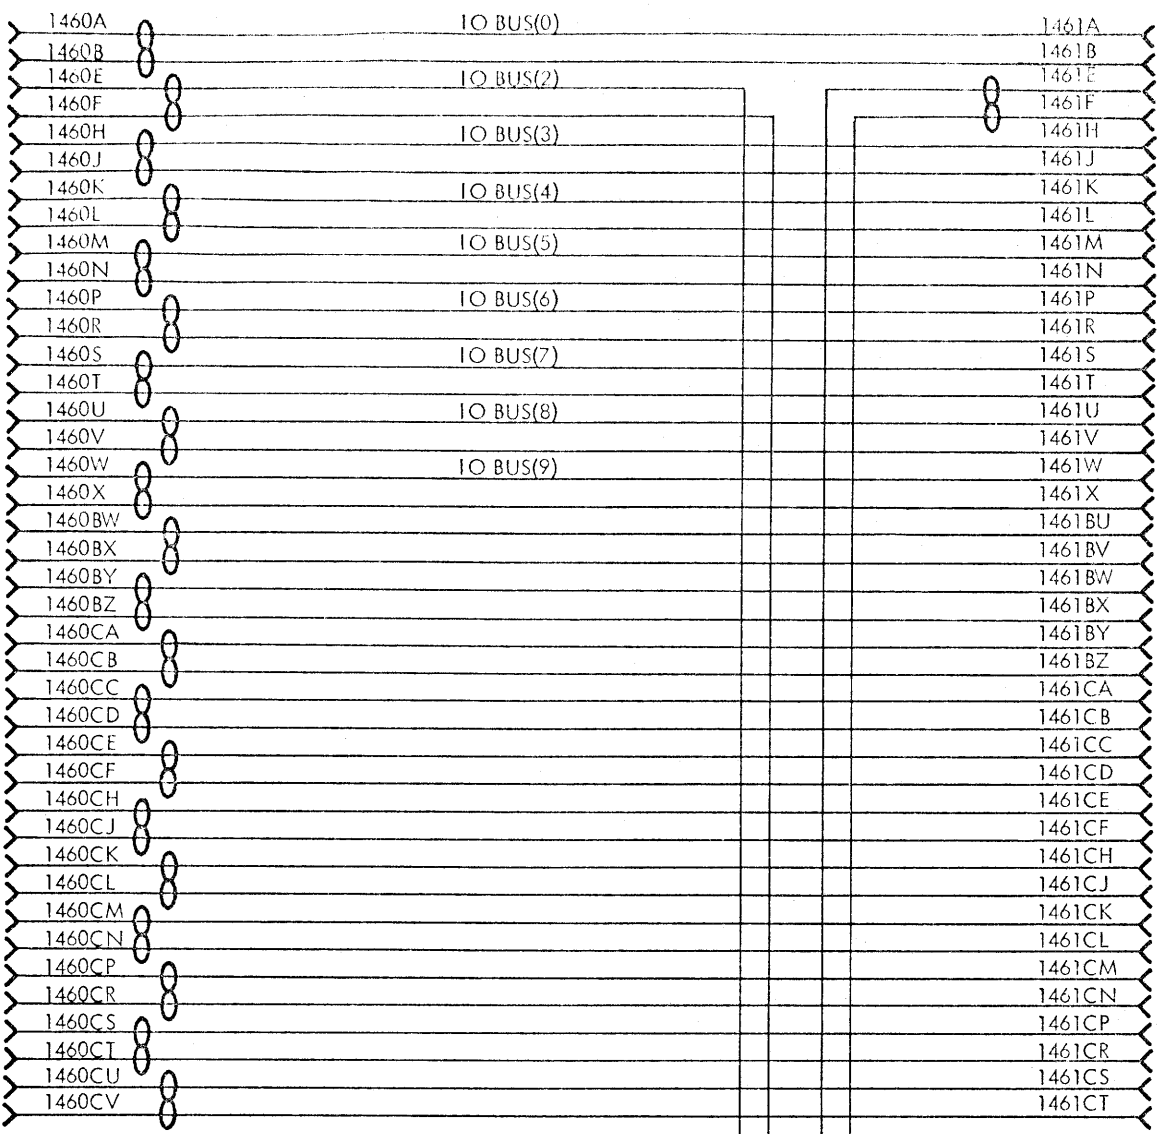 1460A IO BUS(0) 1461A
1460B 1461B
1460E IO BUS(2) 1461E
1460F 1461F
1460H IO BUS(3) 1461H
1460J 1461J
1460K IO BUS(4) 1461K
1460L 1461L
1460M IO BUS(5) 1461M
1460N 1461N
1460P IO BUS(6) 1461P
1460R 1461R
1460S IO BUS(7) 1461S
1460T 1461T
1460U IO BUS(8) 1461U
1460V 1461V
1460W IO BUS(9) 1461W
1460X 1461X
1460BW 1461BU
1460BX 1461BV
1460BY 1461BW
1460BZ 1461BX
1460CA 1461BY
1460CB 1461BZ
1460CC 1461CA
1460CD 1461CB
1460CE 1461CC
1460CF 1461CD
1460CH 1461CE
1460CJ 1461CF
1460CK 1461CH
1460CL 1461CJ
1460CM 1461CK
1460CN 1461CL
1460CP 1461CM
1460CR 1461CN
1460CS 1461CP
1460CT 1461CR
1460CU 1461CS
1460CV 1461CT